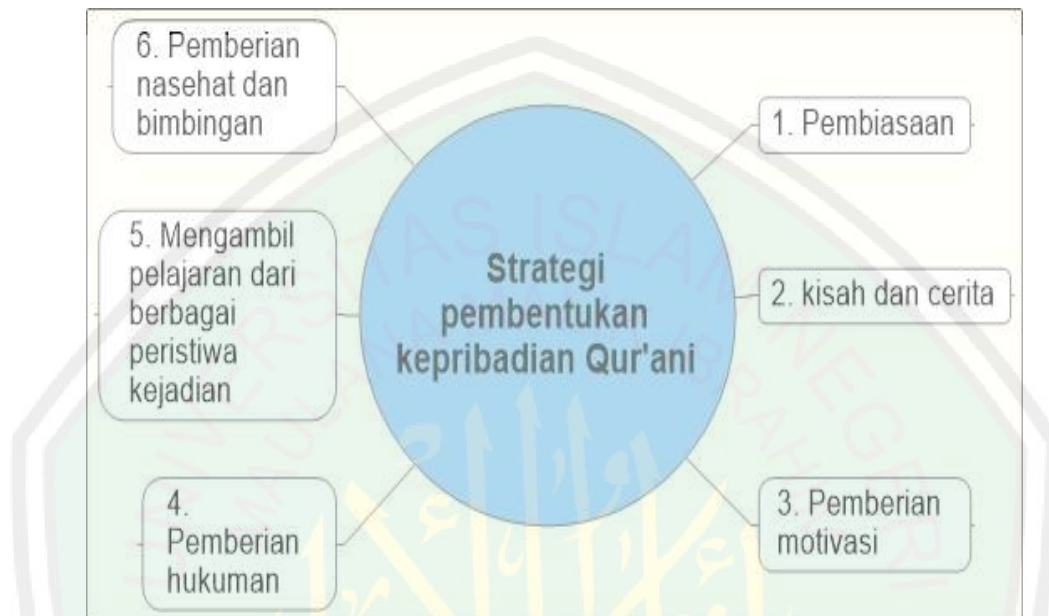 6. Pemberian
nasehat dan
bimbingan
1. Pembiasaan
5. Mengambil
pelajaran dari
berbagai
peristiwa
kejadian
Strategi
pembentukan
kepribadian Qur'ani
2. kisah dan cerita
4.
Pemberian
hukuman
3. Pemberian
motivasi